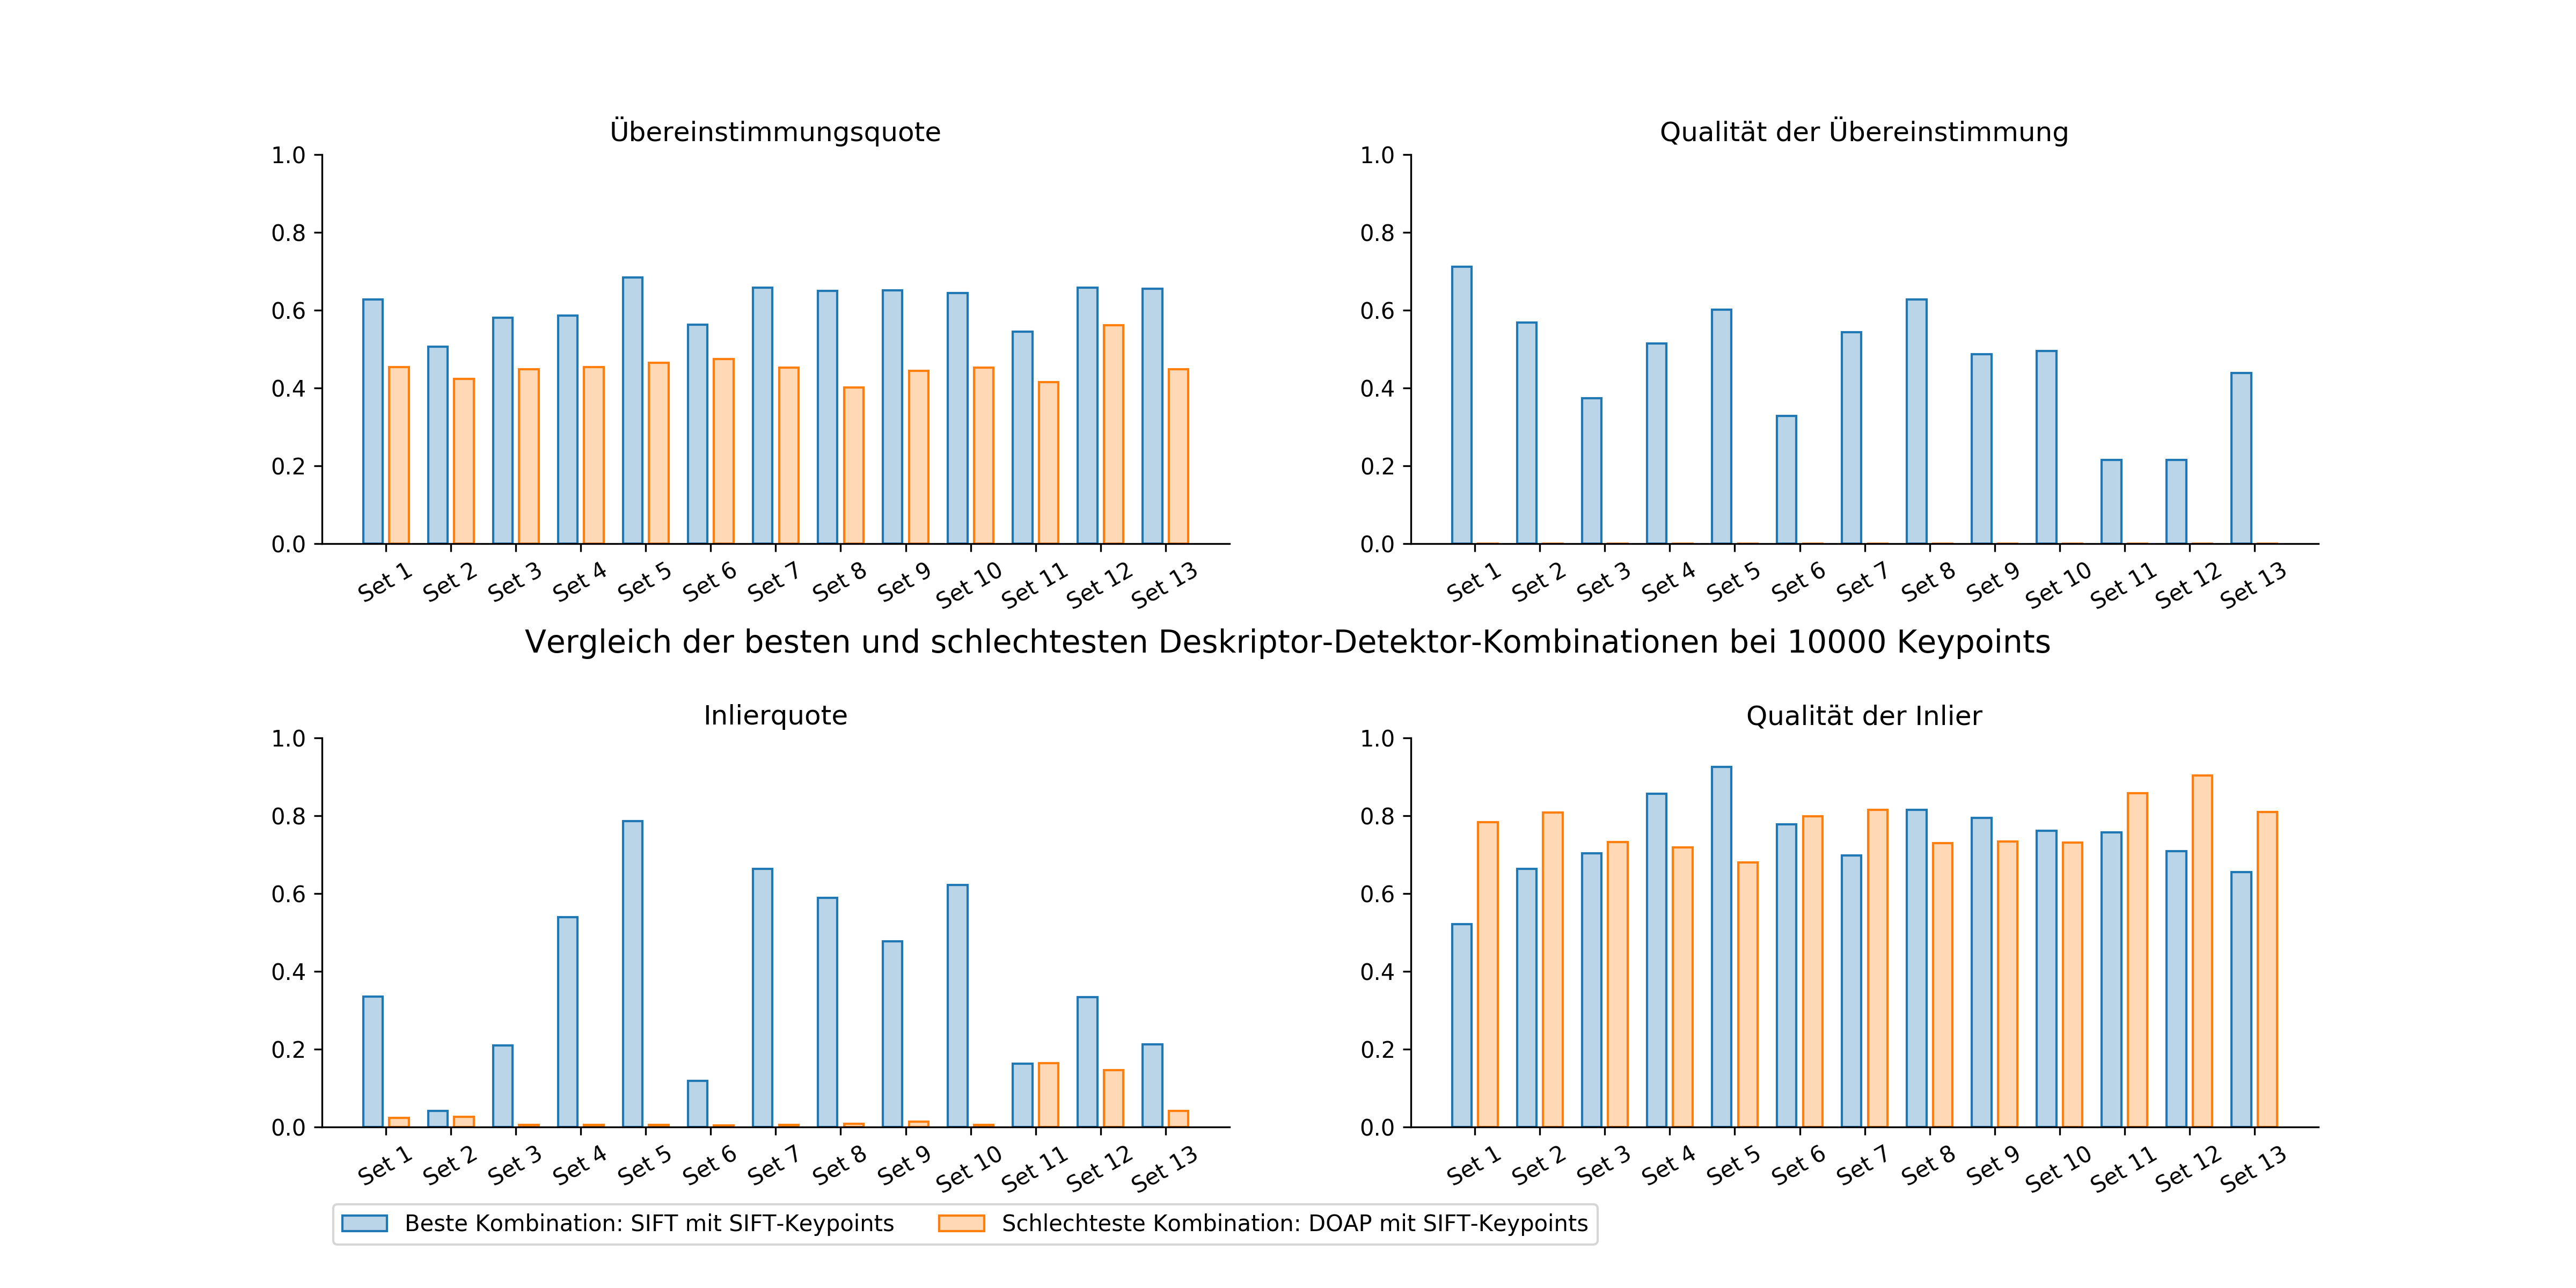 Übereinstimmungsquote
1.0
0.8
0.6
0.4
0.2
0.0
Set 1 Set 2 Set 3 Set 4 Set 5 Set 6 Set 7 Set 8 Set 9 Set 10 Set 11 Set 12 Set 13
Qualität der Übereinstimmung
1.0
0.8
0.6
0.4
0.2
0.0
Set 1 Set 2 Set 3 Set 4 Set 5 Set 6 Set 7 Set 8 Set 9 Set 10 Set 11 Set 12 Set 13
Vergleich der besten und schlechtesten Deskriptor-Detektor-Kombinationen bei 10000 Keypoints
Inlierquote
1.0
0.8
0.6
0.4
0.2
0.0
Set 1 Set 2 Set 3 Set 4 Set 5 Set 6 Set 7 Set 8 Set 9 Set 10 Set 11 Set 12 Set 13
Qualität der Inlier
1.0
0.8
0.6
0.4
0.2
0.0
Set 1 Set 2 Set 3 Set 4 Set 5 Set 6 Set 7 Set 8 Set 9 Set 10 Set 11 Set 12 Set 13
Beste Kombination: SIFT mit SIFT-Keypoints Schlechteste Kombination: DOAP mit SIFT-Keypoints